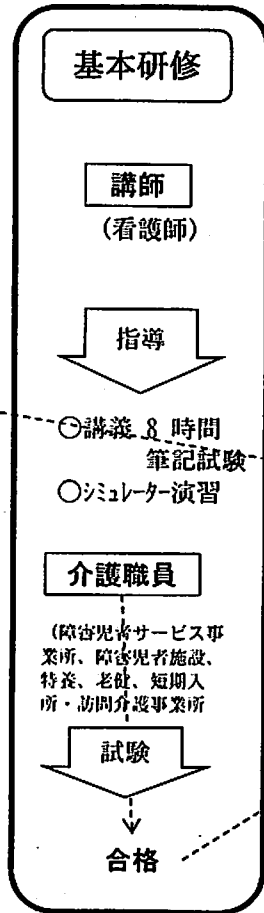 基本研修
講師
(看護師)
指導
○講義 8 時間
筆記試験
○シミュレーター演習
介護職員
(障害児者サービス事
業所、障害児者施設、
特養、老健、短期入
所・訪問介護事業所
試験
合格